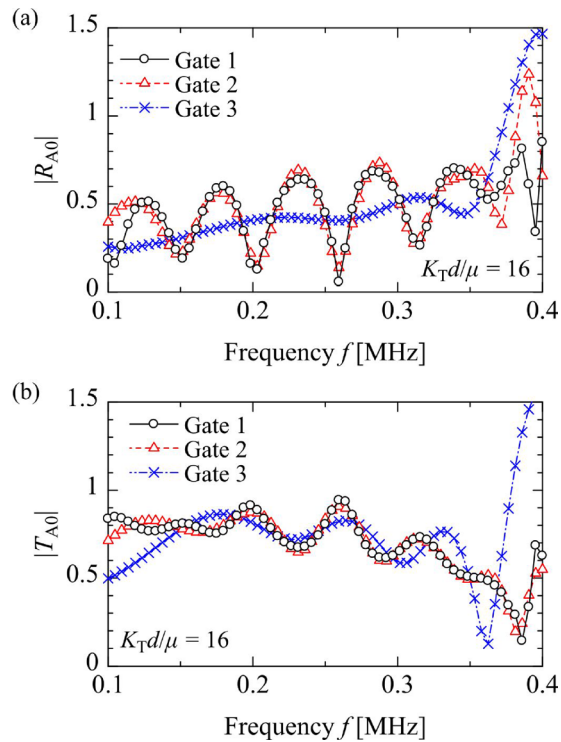 (a)
1.5
1
0.5
0
|R_A0|
Gate 1
Gate 2
Gate 3
K_T d/μ = 16
0.1 0.2 0.3 0.4
Frequency f [MHz]
(b)
1.5
1
0.5
0
|T_A0|
Gate 1
Gate 2
Gate 3
K_T d/μ = 16
0.1 0.2 0.3 0.4
Frequency f [MHz]